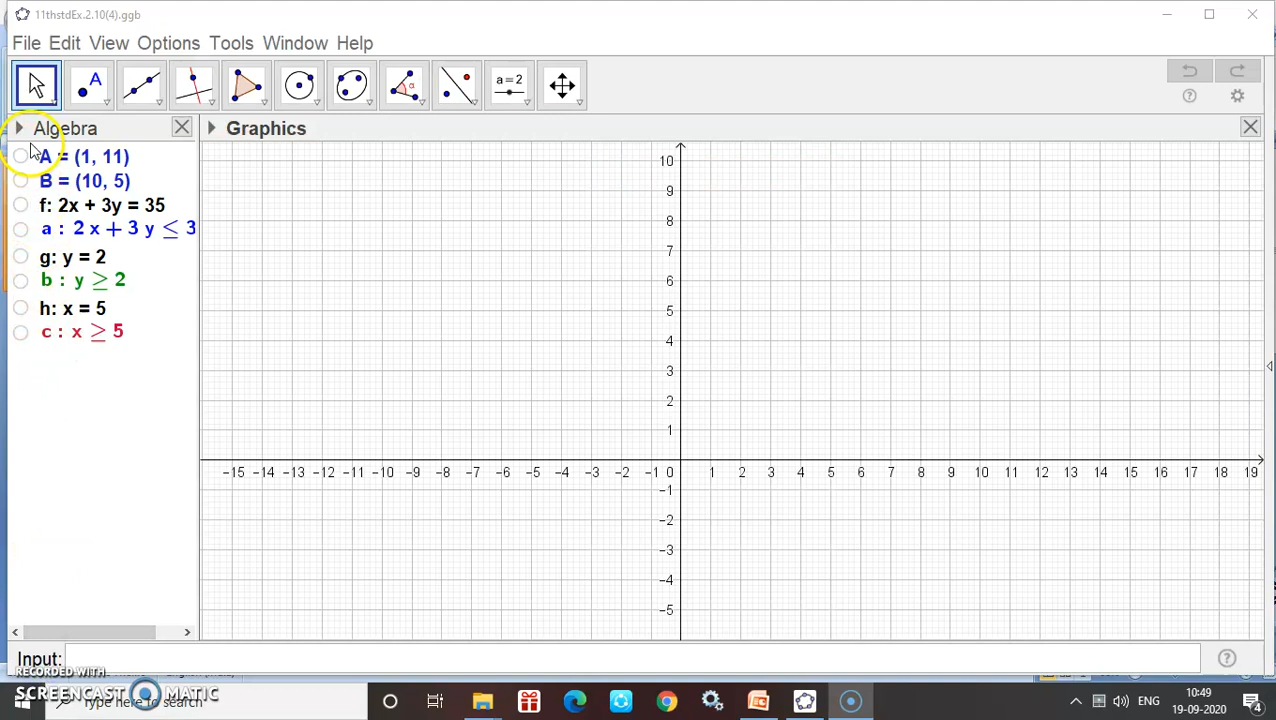 11thstdEx.2.10(4).ggb
File Edit View Options Tools Window Help
A α a=2
Algebra
Graphics
A = (1, 11)
B = (10, 5)
f: 2x + 3y = 35
a : 2 x + 3 y ≤ 3
g: y = 2
b : y ≥ 2
h: x = 5
c : x ≥ 5
10
9
8
7
6
5
4
3
2
1
-15 -14 -13 -12 -11 -10 -9 -8 -7 -6 -5 -4 -3 -2 -1 0 1 2 3 4 5 6 7 8 9 10 11 12 13 14 15 16 17 18 19
-1
-2
-3
-4
-5
Input:
RECORDED WITH
SCREENCAST MATIC
here to search
ENG
10:49
19-09-2020
4